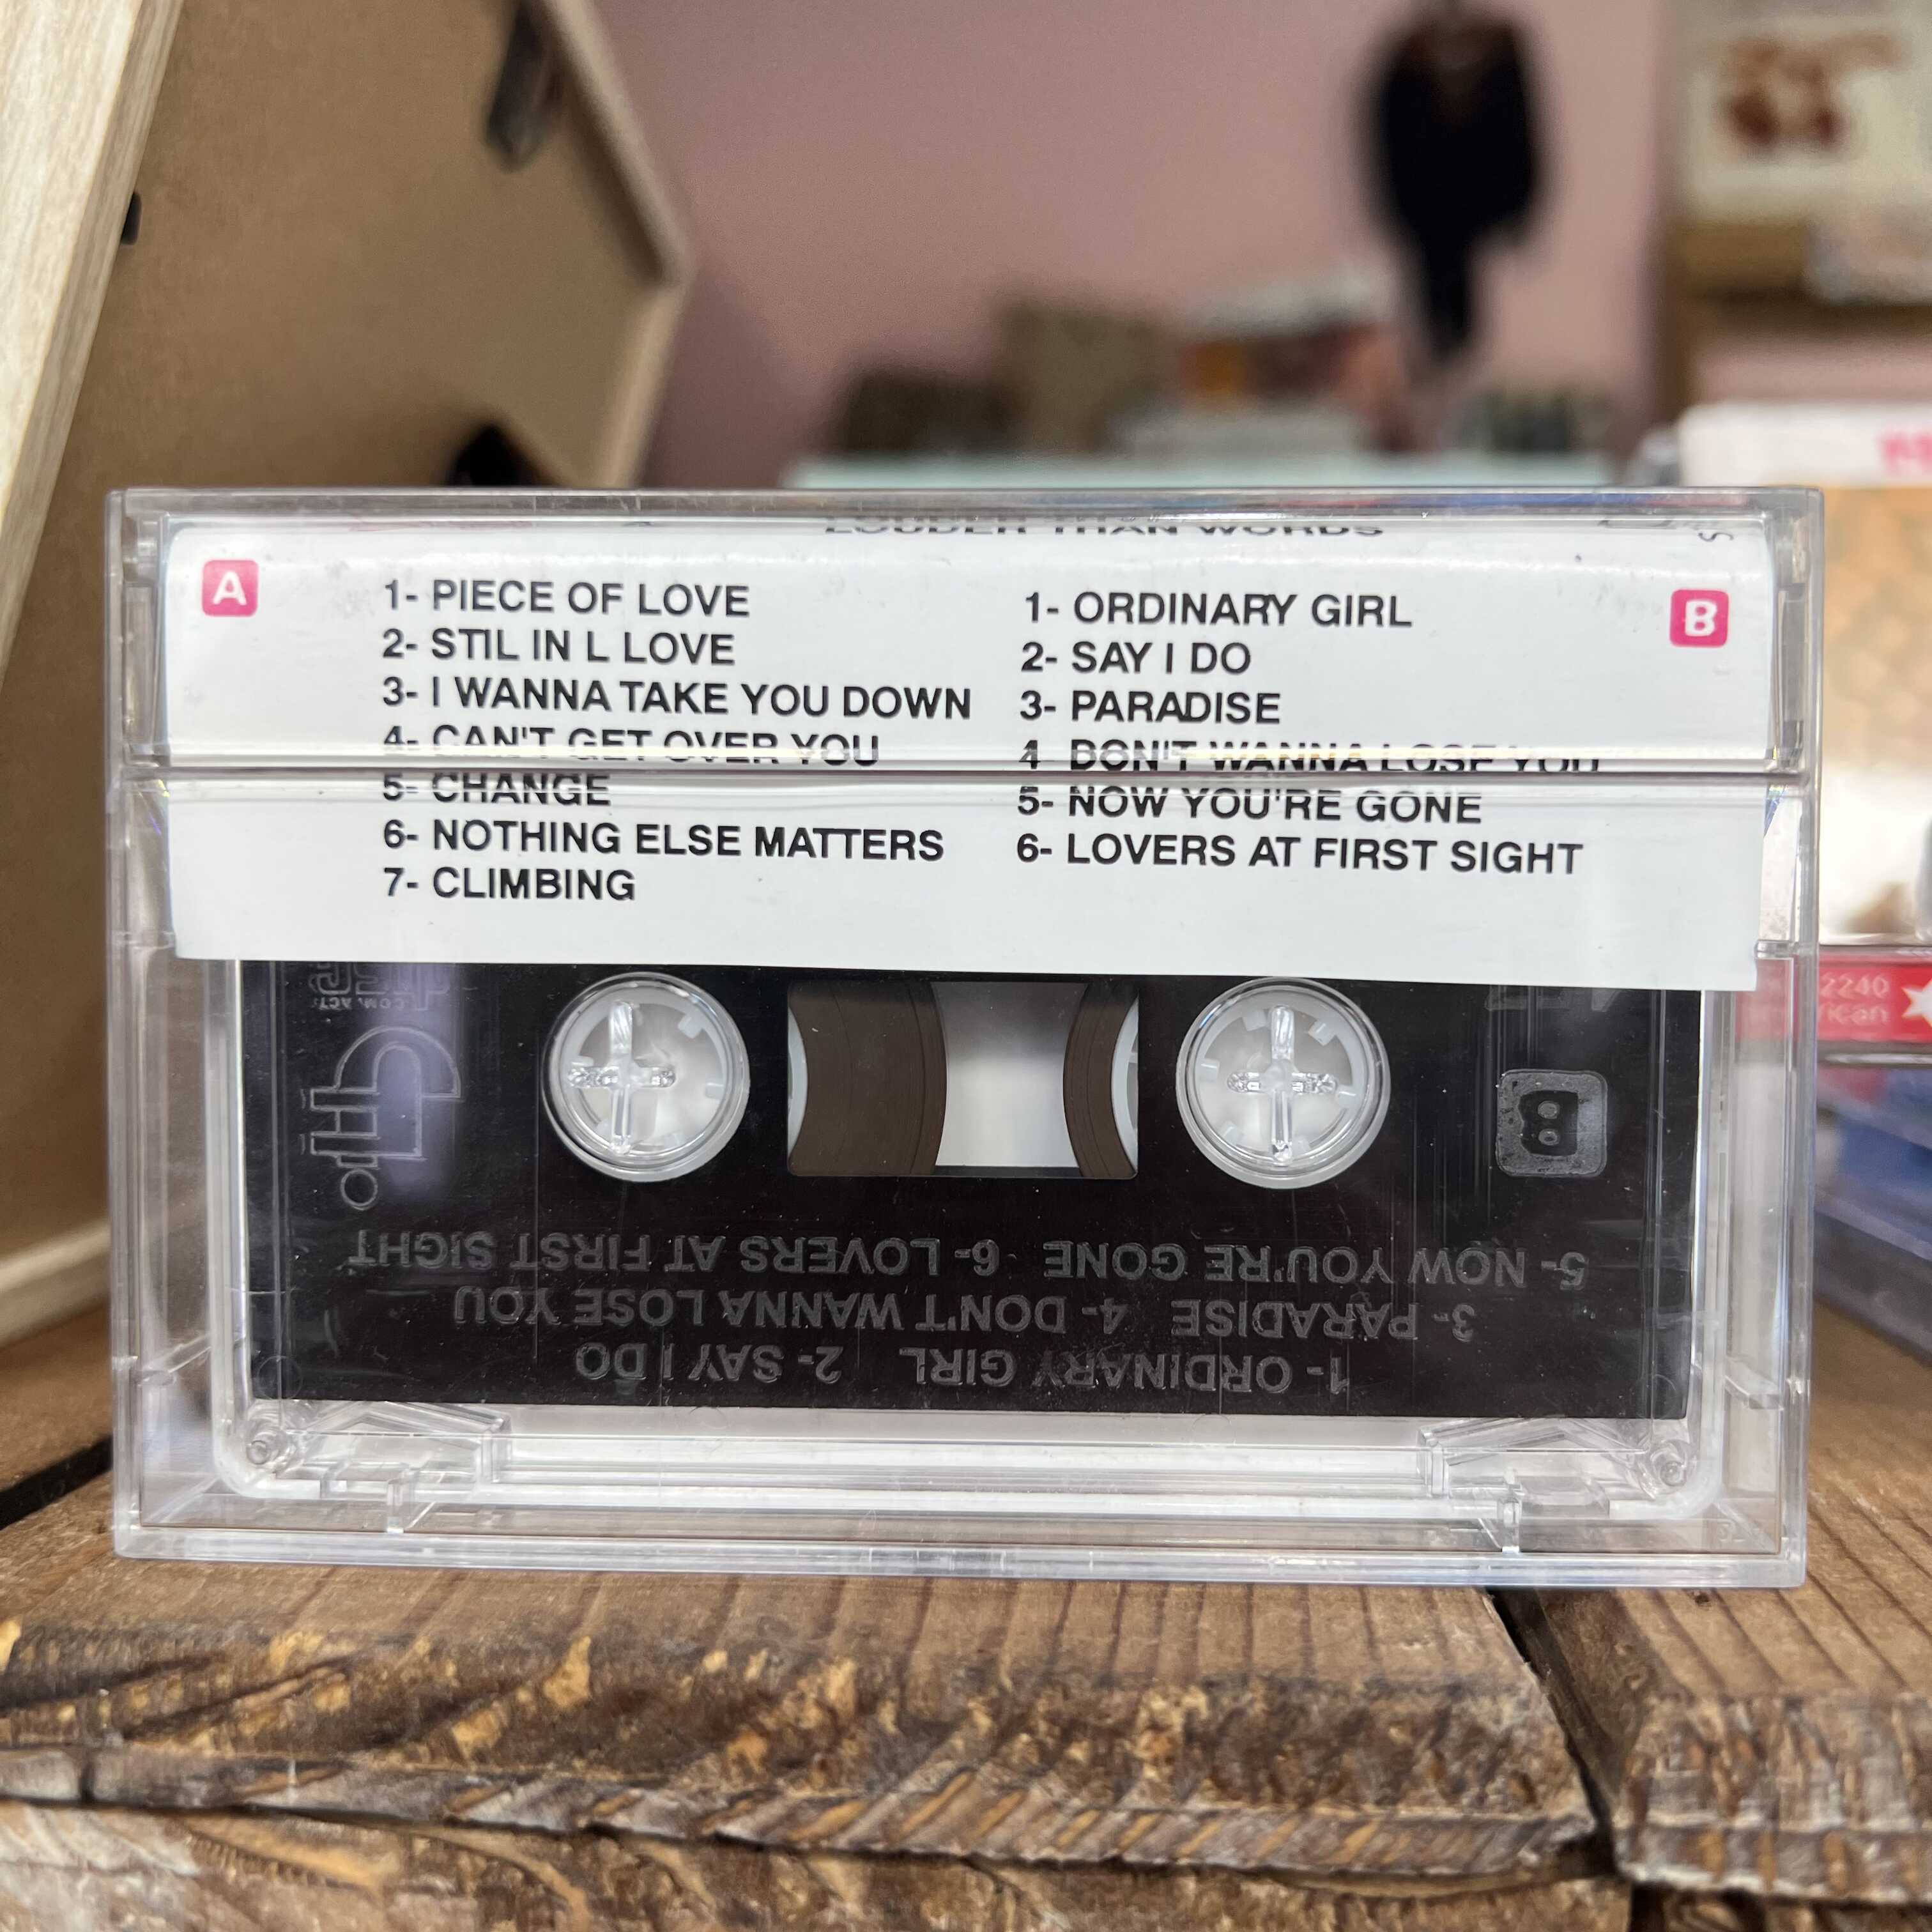 LOUDER THAN WORDS
A
1- PIECE OF LOVE
2- STIL IN L LOVE
3- I WANNA TAKE YOU DOWN
4- CAN'T GET OVER YOU
5- CHANGE
6- NOTHING ELSE MATTERS
7- CLIMBING
B
1- ORDINARY GIRL
2- SAY I DO
3- PARADISE
4 DON'T WANNA LOSE YOU
5- NOW YOU'RE GONE
6- LOVERS AT FIRST SIGHT
B
1- ORDINARY GIRL 2- SAY I DO
3- PARADISE 4- DON'T WANNA LOSE YOU
5- NOW YOU'RE GONE 6- LOVERS AT FIRST SIGHT
2240